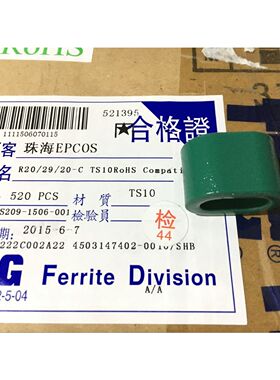 RoHS
521395
1111506070115
合格證
客 珠海EPCOS
名 R20/29/20-C TS10RoHS Compati
520 PCS 材質 TS10
S209-1506-001 檢驗員
期: 2015-6-7
检
44
222C002A22 4503147402-0010/SHB
G Ferrite Division
A/A
2-5-04